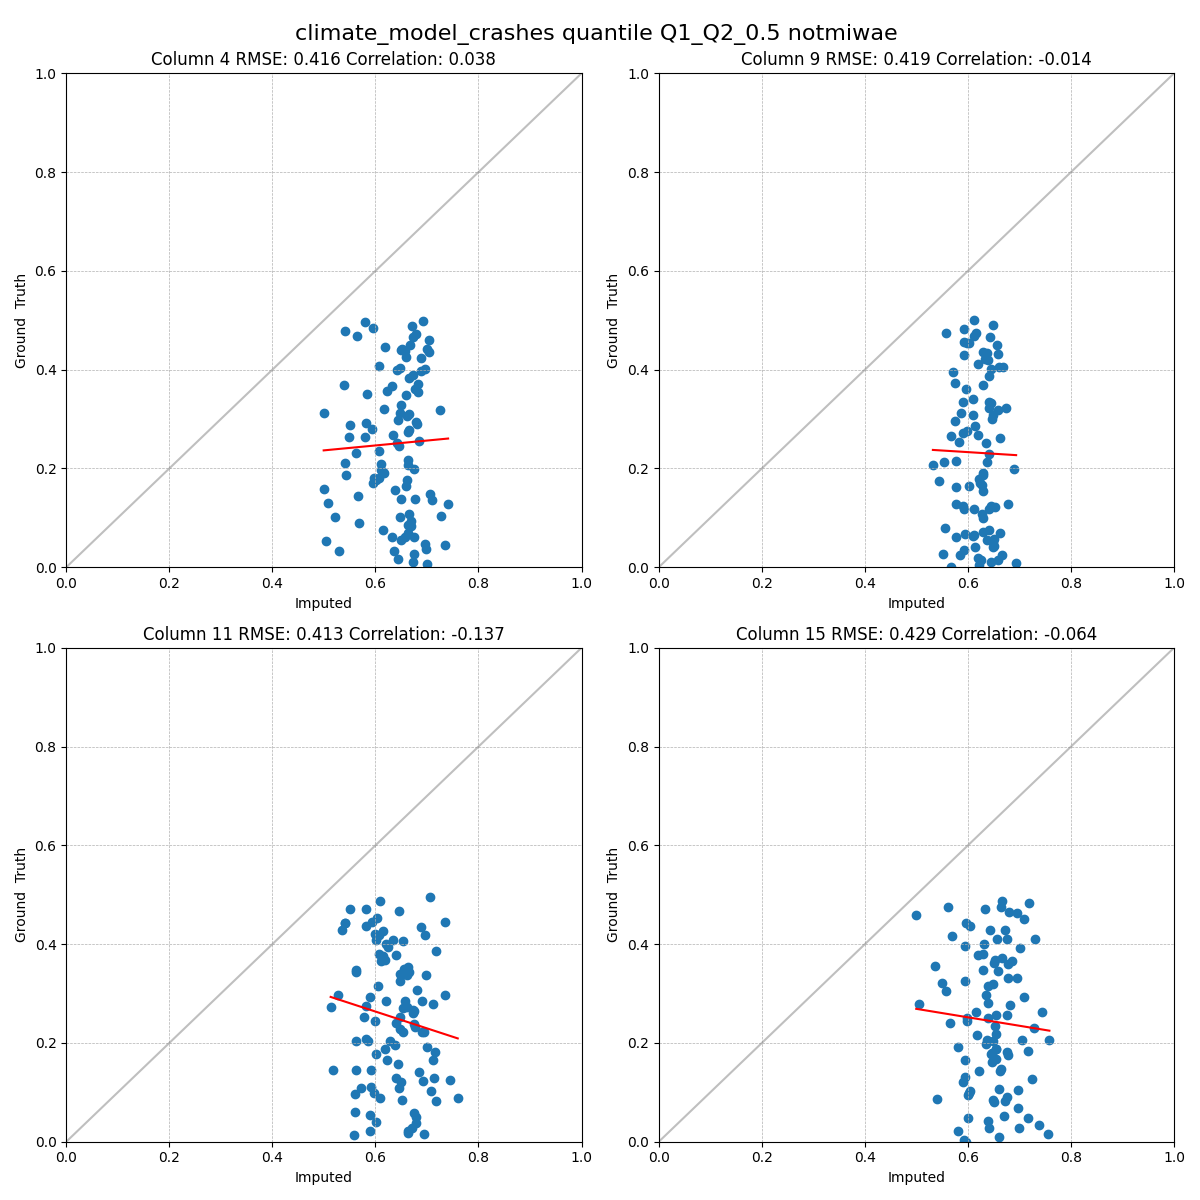 climate_model_crashes quantile Q1_Q2_0.5 notmiwae
Column 4 RMSE: 0.416 Correlation: 0.038
Column 9 RMSE: 0.419 Correlation: -0.014
1.0
0.8
0.6
0.4
0.2
0.0
Ground Truth
0.0 0.2 0.4 0.6 0.8 1.0
Imputed
1.0
0.8
0.6
0.4
0.2
0.0
Ground Truth
0.0 0.2 0.4 0.6 0.8 1.0
Imputed
Column 11 RMSE: 0.413 Correlation: -0.137
Column 15 RMSE: 0.429 Correlation: -0.064
1.0
0.8
0.6
0.4
0.2
0.0
Ground Truth
0.0 0.2 0.4 0.6 0.8 1.0
Imputed
1.0
0.8
0.6
0.4
0.2
0.0
Ground Truth
0.0 0.2 0.4 0.6 0.8 1.0
Imputed